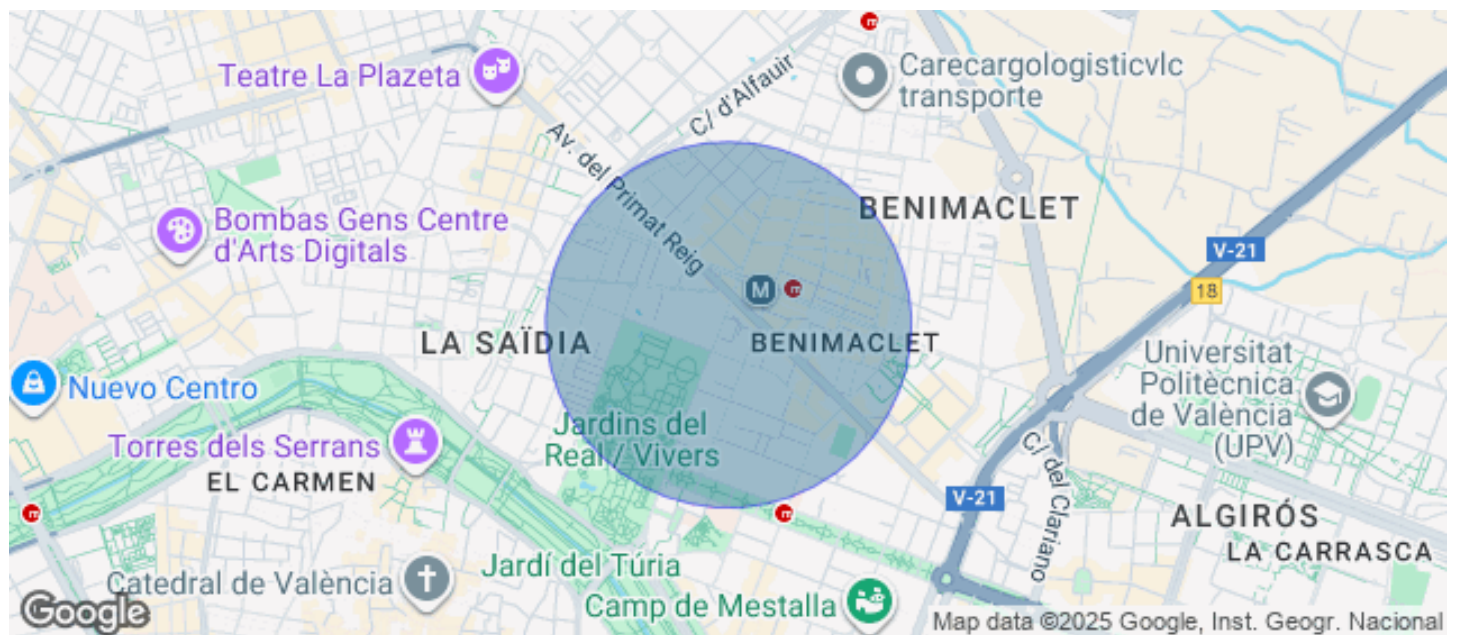 Teatre La Plazeta
Carecargologisticvlc
transporte
C/ d'Alfauir
Av. del Primat Reig
BENIMACLET
Bombas Gens Centre
d'Arts Digitals
V-21
M
18
LA SAÏDIA
BENIMACLET
Universitat
Politècnica
de València
(UPV)
Nuevo Centro
Jardins del
Real / Vivers
Torres dels Serrans
EL CARMEN
C/ del Clariano
V-21
ALGIRÓS
LA CARRASCA
Jardí del Túria
Catedral de València
Camp de Mestalla
Google
Map data ©2025 Google, Inst. Geogr. Nacional